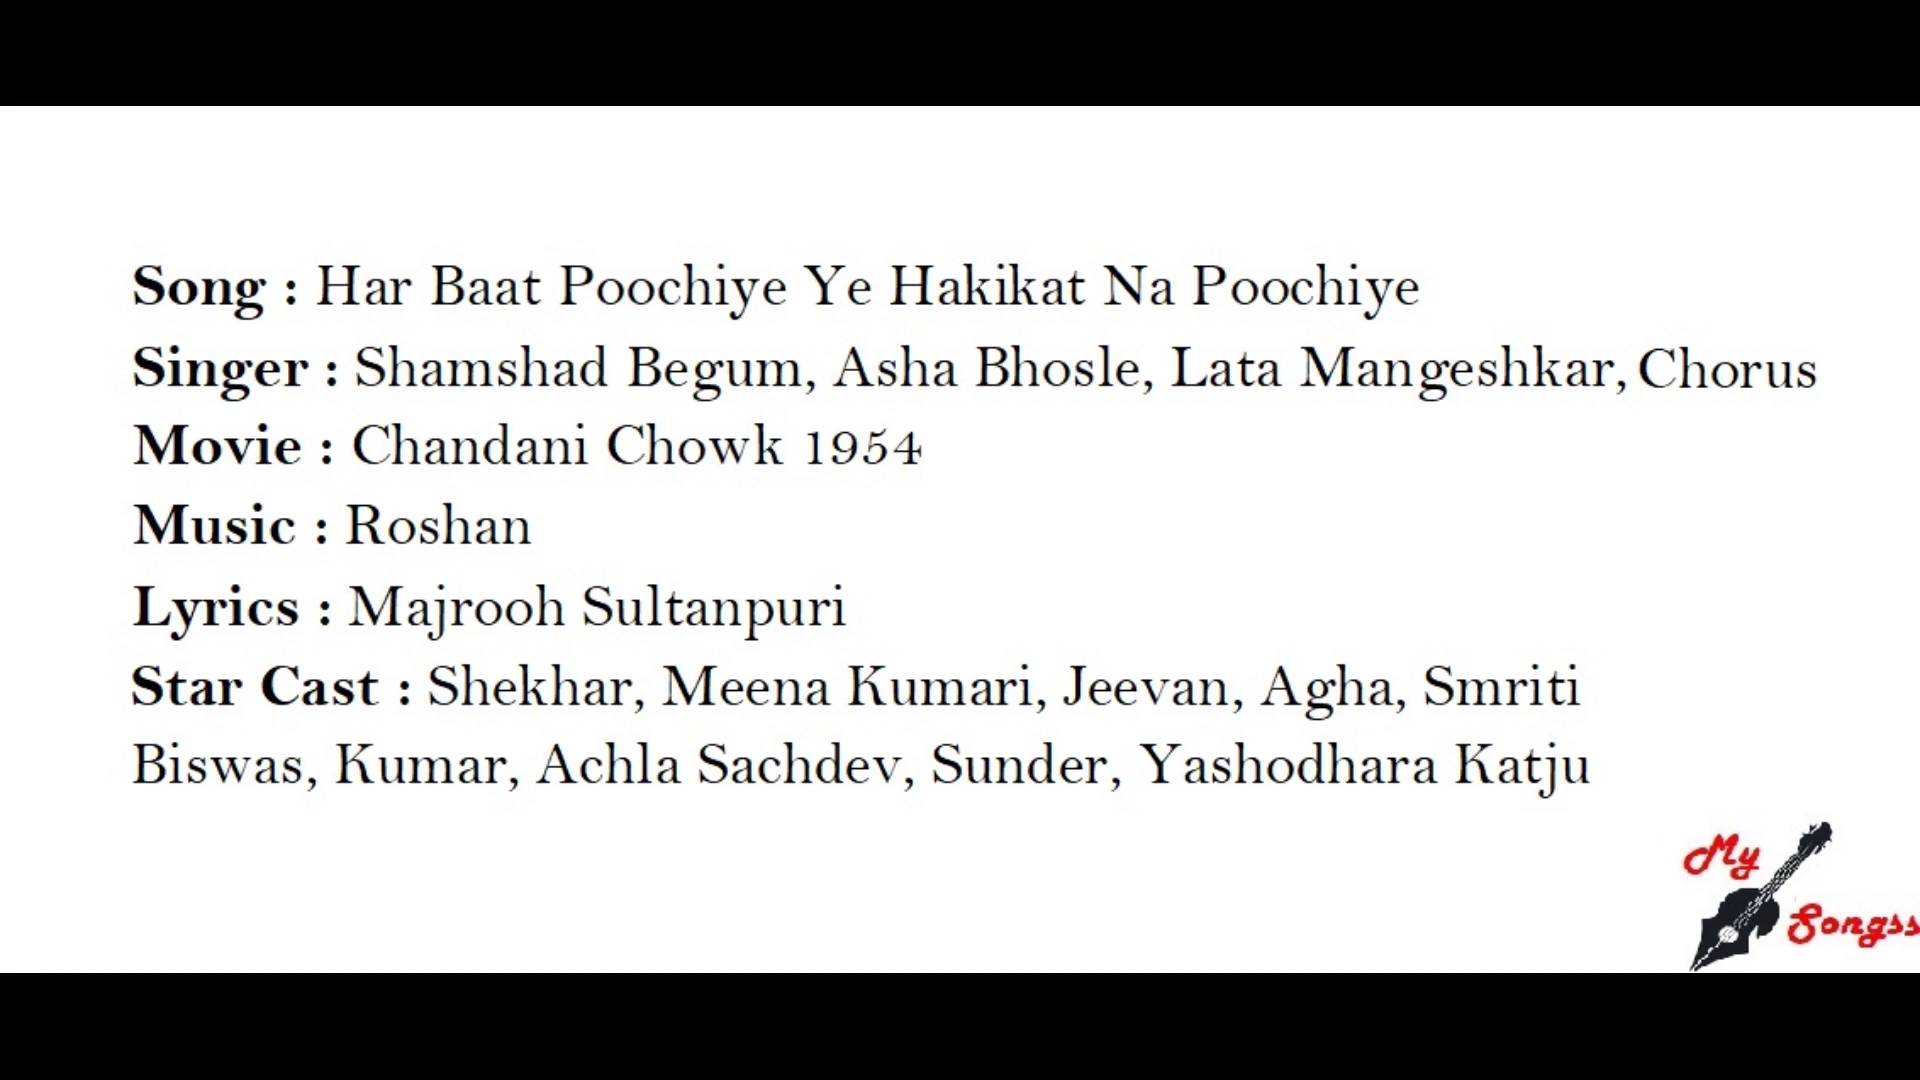 Song : Har Baat Poochiye Ye Hakikat Na Poochiye
Singer : Shamshad Begum, Asha Bhosle, Lata Mangeshkar, Chorus
Movie : Chandani Chowk 1954
Music : Roshan
Lyrics : Majrooh Sultanpuri
Star Cast : Shekhar, Meena Kumari, Jeevan, Agha, Smriti
Biswas, Kumar, Achla Sachdev, Sunder, Yashodhara Katju
My
Songss